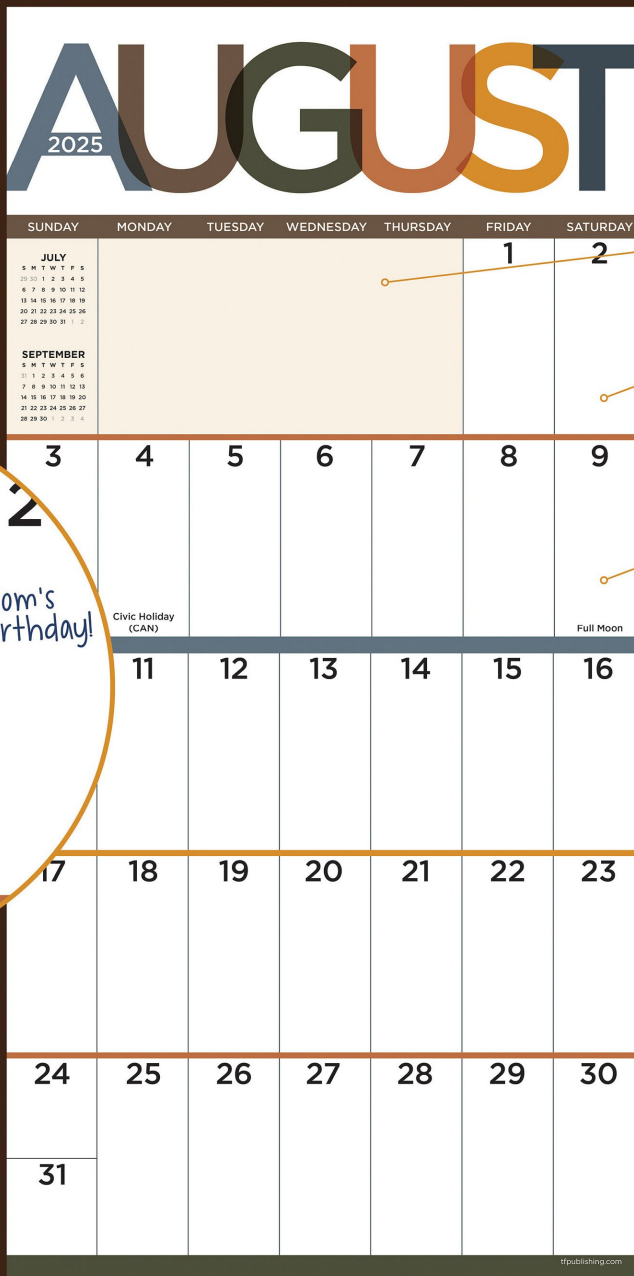 AUGUST
2025
SUNDAY MONDAY TUESDAY WEDNESDAY THURSDAY FRIDAY SATURDAY
JULY
S M T W T F S
29 30 1 2 3 4 5
6 7 8 9 10 11 12
13 14 15 16 17 18 19
20 21 22 23 24 25 26
27 28 29 30 31 1 2
SEPTEMBER
S M T W T F S
31 1 2 3 4 5 6
7 8 9 10 11 12 13
14 15 16 17 18 19 20
21 22 23 24 25 26 27
28 29 30 1 2 3 4
1 2
3 4 5 6 7 8 9
2
om's
rthday!
Civic Holiday
(CAN)
Full Moon
11 12 13 14 15 16
17 18 19 20 21 22 23
24 25 26 27 28 29 30
31
tfpublishing.com